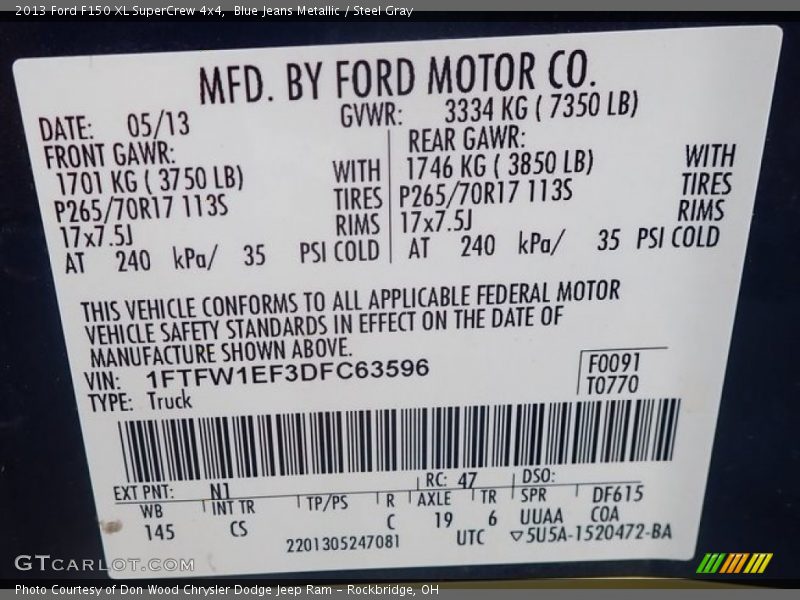 2013 Ford F150 XL SuperCrew 4x4,  Blue Jeans Metallic / Steel Gray
MFD. BY FORD MOTOR CO.
DATE: 05/13 GVWR: 3334 KG ( 7350 LB)
FRONT GAWR: REAR GAWR:
1701 KG ( 3750 LB) WITH 1746 KG ( 3850 LB) WITH
P265/70R17 113S TIRES P265/70R17 113S TIRES
17x7.5J RIMS 17x7.5J RIMS
AT 240 kPa/ 35 PSI COLD AT 240 kPa/ 35 PSI COLD
THIS VEHICLE CONFORMS TO ALL APPLICABLE FEDERAL MOTOR
VEHICLE SAFETY STANDARDS IN EFFECT ON THE DATE OF
MANUFACTURE SHOWN ABOVE.
VIN: 1FTFW1EF3DFC63596 F0091
TYPE: Truck T0770
EXT PNT: N1 RC: 47 DSO:
WB INT TR TP/PS R AXLE TR SPR DF615
145 CS C 19 6 UUAA COA
2201305247081 UTC ▽5U5A-1520472-BA
GTCARLOT.COM
Photo Courtesy of Don Wood Chrysler Dodge Jeep Ram – Rockbridge, OH